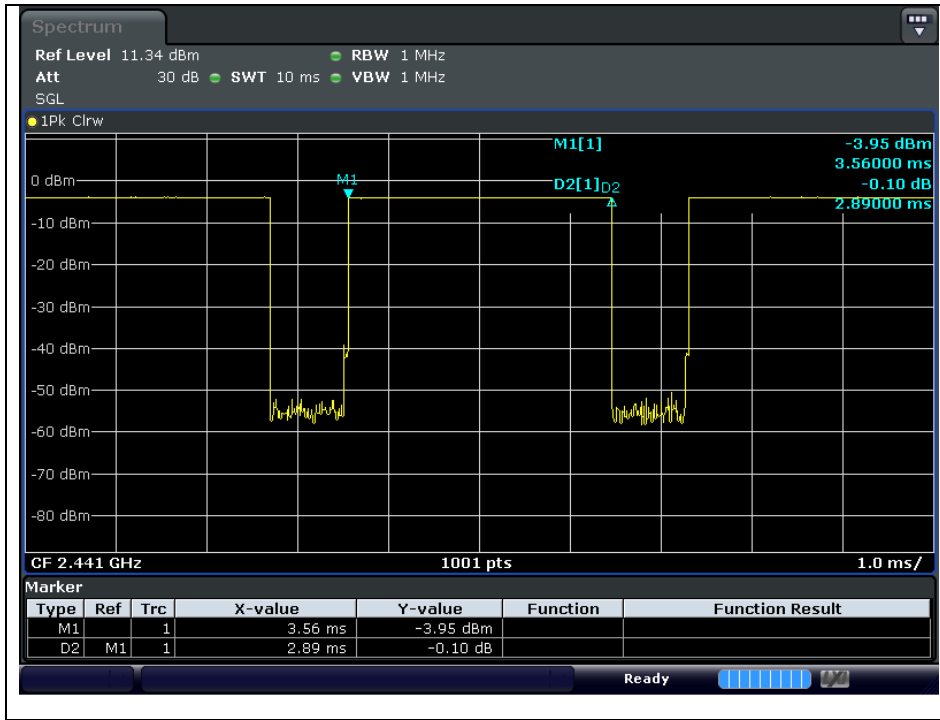 Spectrum
Ref Level 11.34 dBm RBW 1 MHz
Att 30 dB SWT 10 ms VBW 1 MHz
SGL
1Pk Clrw
M1[1] -3.95 dBm
3.56000 ms
0 dBm M1 D2[1] D2 -0.10 dB
2.89000 ms
-10 dBm
-20 dBm
-30 dBm
-40 dBm
-50 dBm
-60 dBm
-70 dBm
-80 dBm
CF 2.441 GHz 1001 pts 1.0 ms/
Marker
Type Ref Trc X-value Y-value Function Function Result
M1 1 3.56 ms -3.95 dBm
D2 M1 1 2.89 ms -0.10 dB
Ready